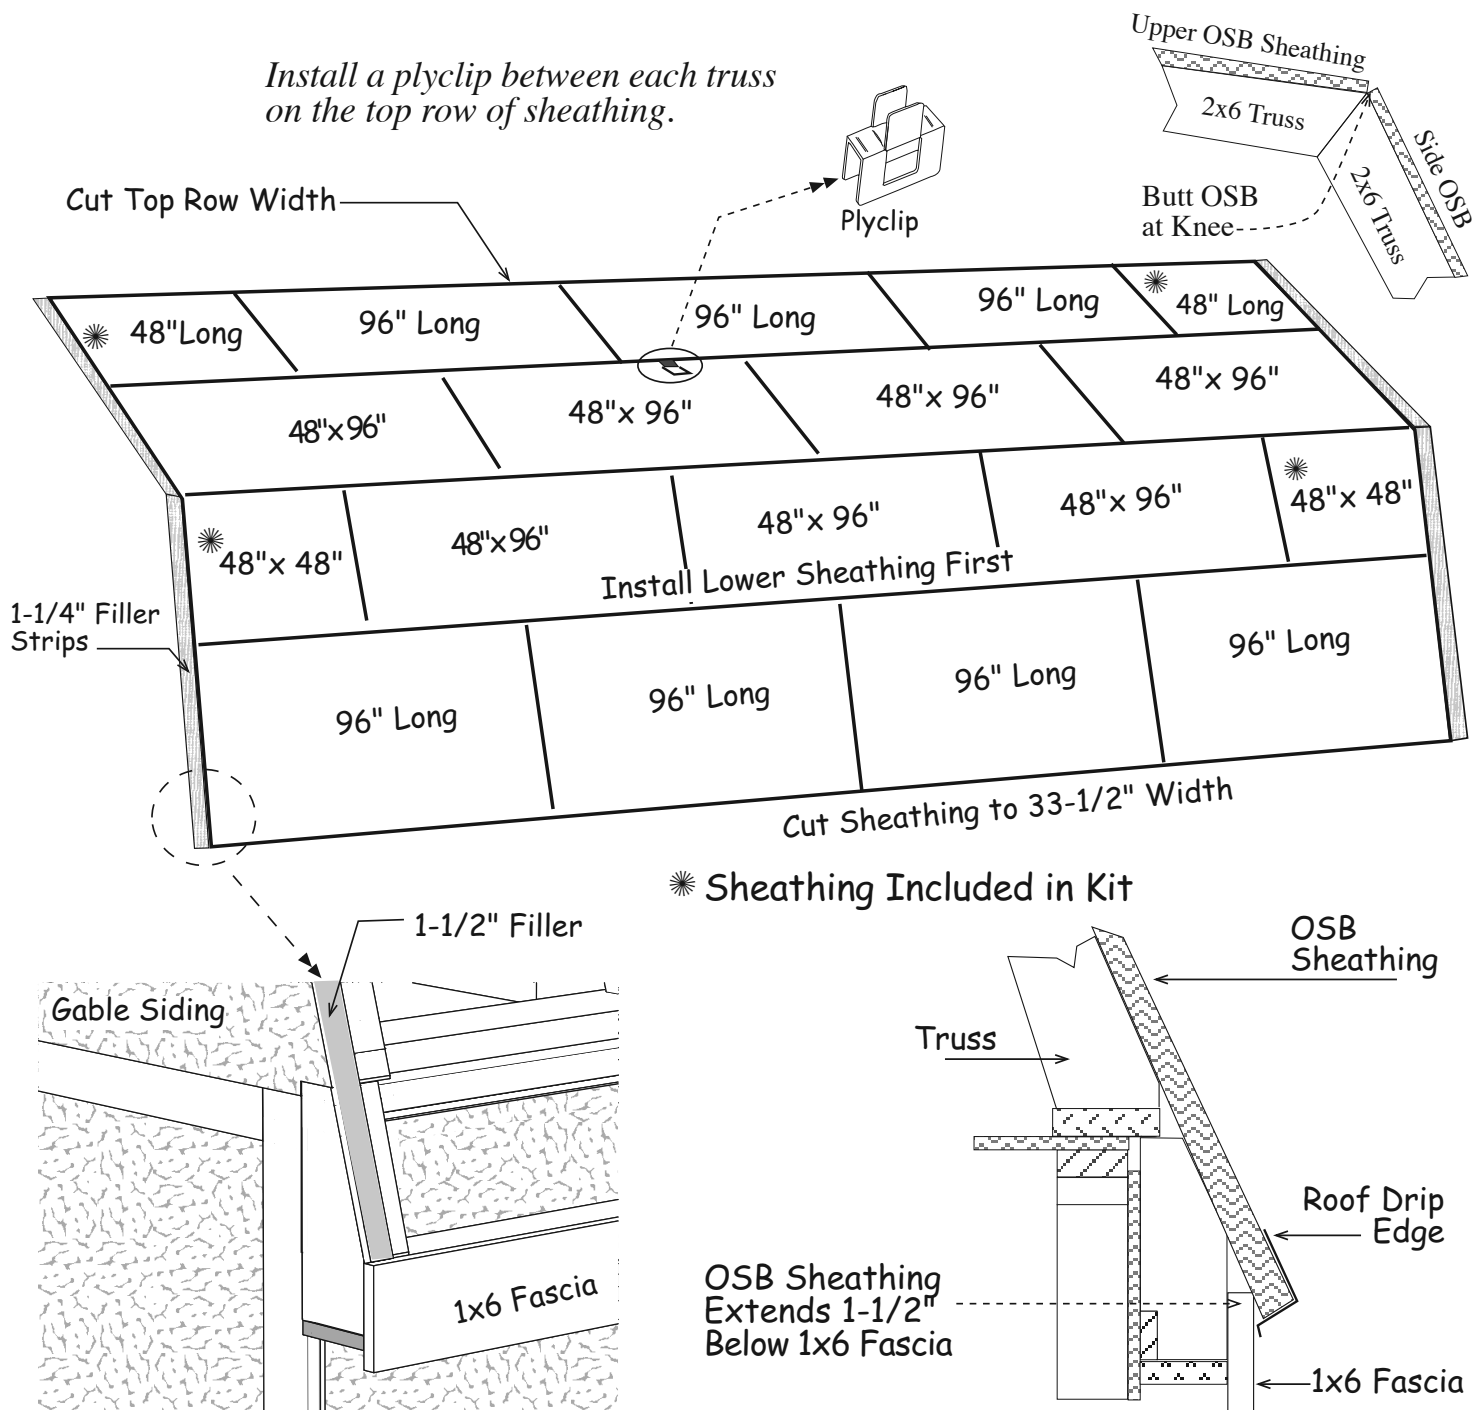 Install a plyclip between each truss
on the top row of sheathing.
Upper OSB Sheathing
2x6 Truss
Side OSB
2x6 Truss
Butt OSB
at Knee
Plyclip
Cut Top Row Width
48"Long
96" Long
96" Long
96" Long
48" Long
48"x96"
48"x 96"
48"x 96"
48"x 96"
48"x 48"
48"x96"
48"x 96"
48"x 96"
48"x 48"
Install Lower Sheathing First
1-1/4" Filler
Strips
96" Long
96" Long
96" Long
96" Long
Cut Sheathing to 33-1/2" Width
Sheathing Included in Kit
1-1/2" Filler
Gable Siding
1x6 Fascia
OSB
Sheathing
Truss
Roof Drip
Edge
OSB Sheathing
Extends 1-1/2"
Below 1x6 Fascia
1x6 Fascia